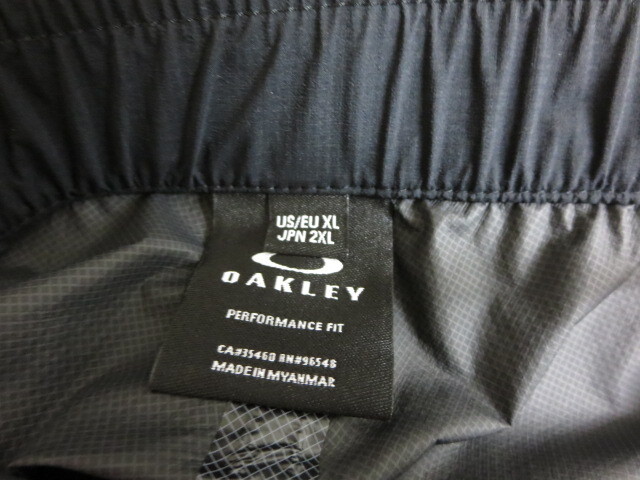 US/EU XL
JPN 2XL
OAKLEY
PERFORMANCE FIT
CA#35460 RN#96548
MADE IN MYANMAR